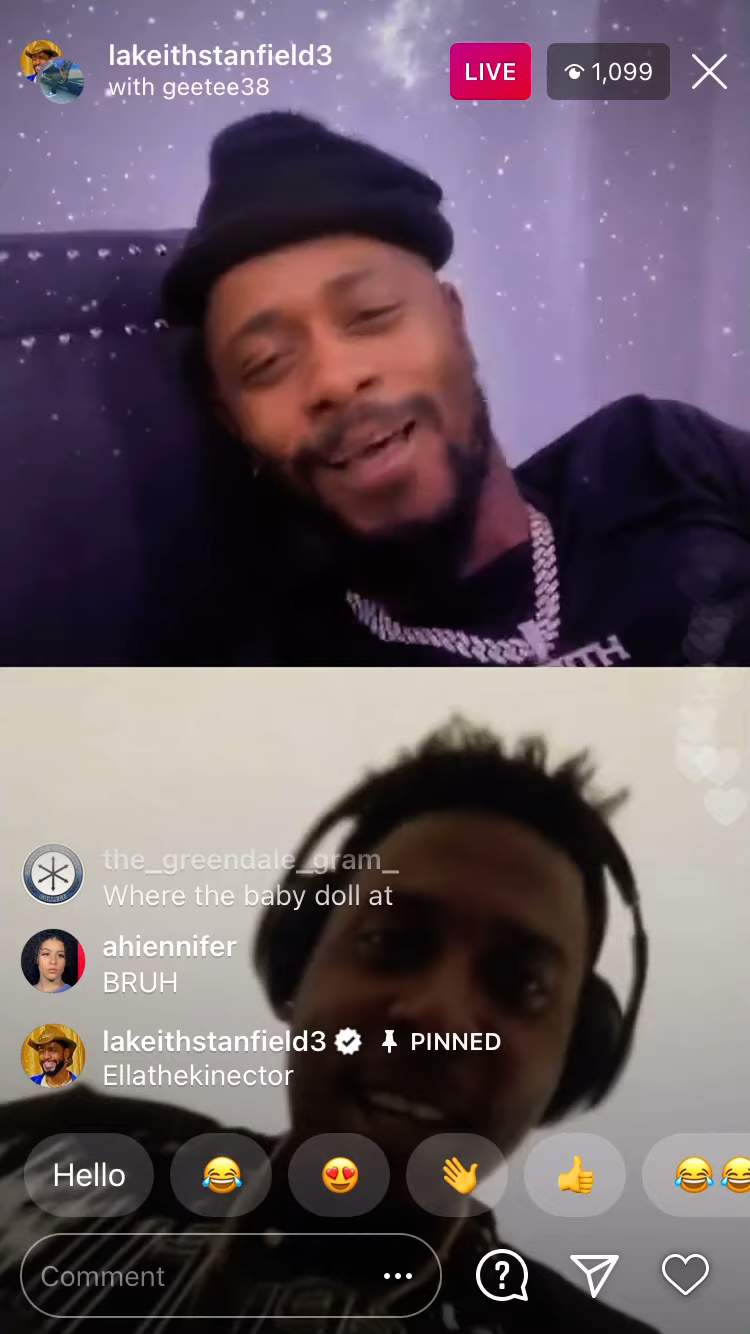 lakeithstanfield3
with geetee38
LIVE
1,099
the_greendale_gram_
Where the baby doll at
ahiennifer
BRUH
lakeithstanfield3 PINNED
Ellathekinector
Hello 😂 😍 👋 👍 😂😂
Comment